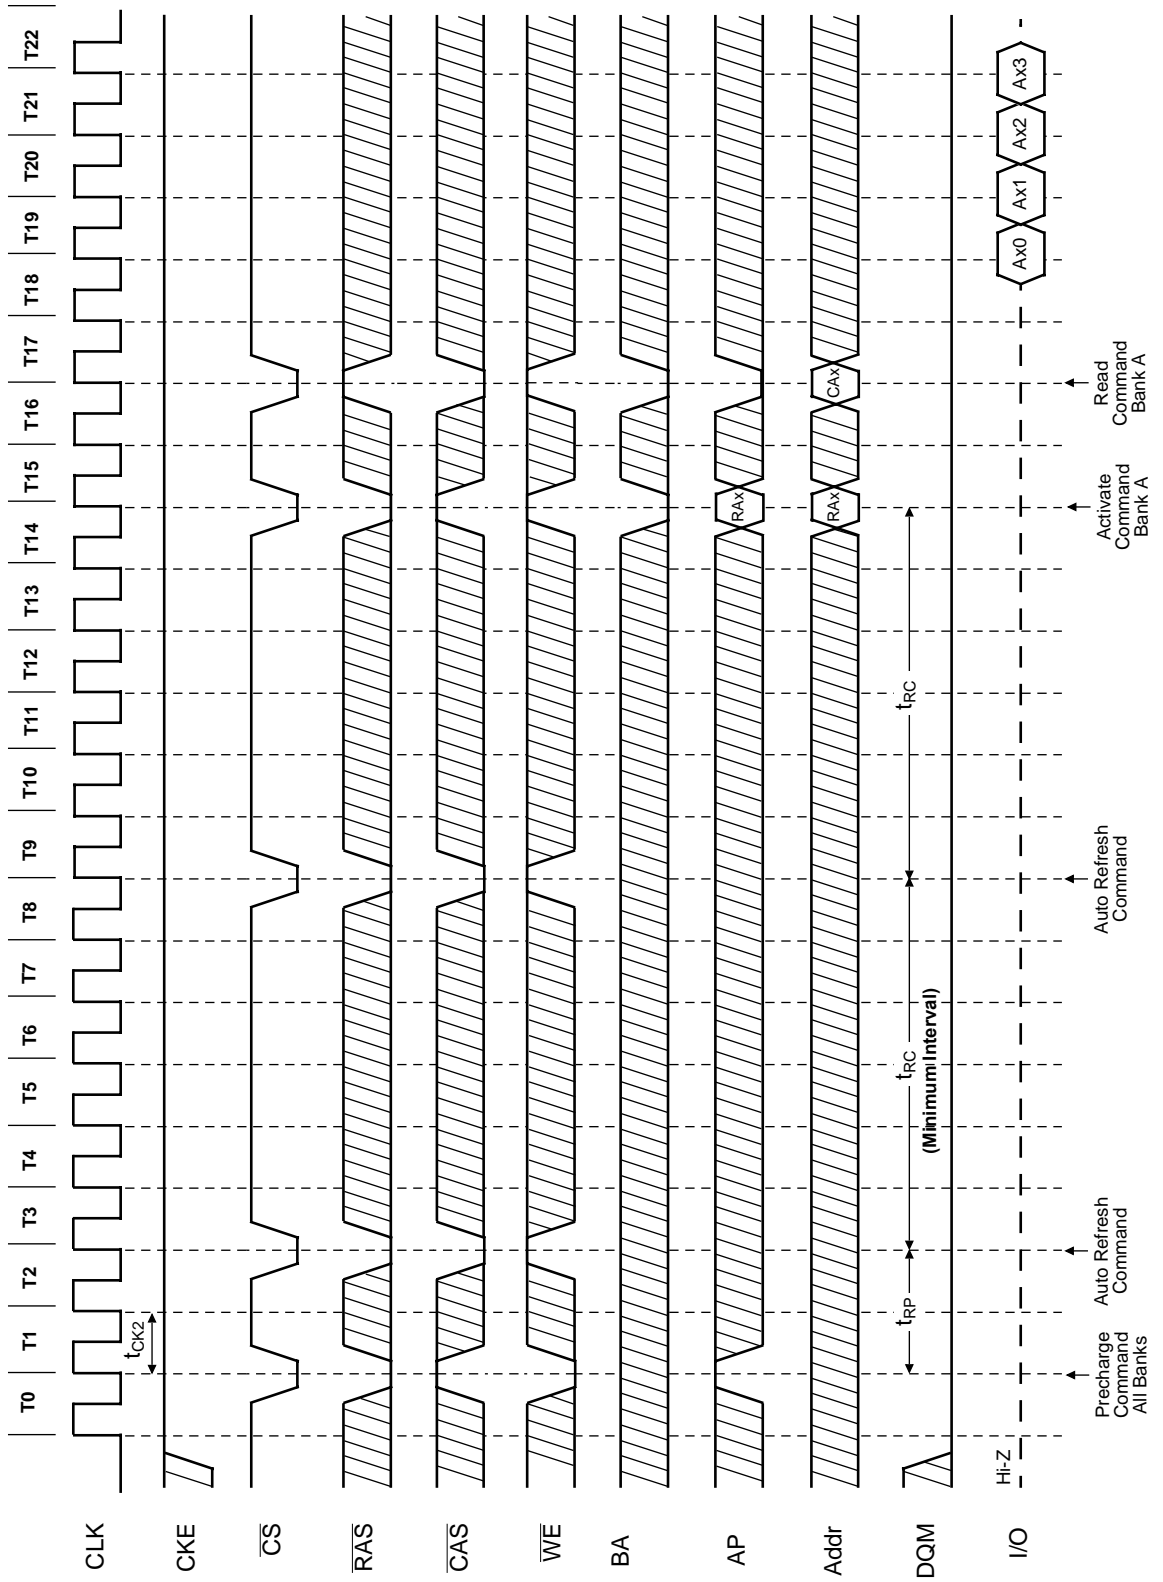 T0 T1 T2 T3 T4 T5 T6 T7 T8 T9 T10 T11 T12 T13 T14 T15 T16 T17 T18 T19 T20 T21 T22
CLK
tCK2
CKE
CS
RAS
CAS
WE
BA
AP
RAx
Addr
RAx CAx
DQM
tRP tRC tRC
(Minimum Interval)
I/O
Hi-Z
Ax0 Ax1 Ax2 Ax3
Precharge
Command
All Banks
Auto Refresh
Command
Auto Refresh
Command
Activate
Command
Bank A
Read
Command
Bank A